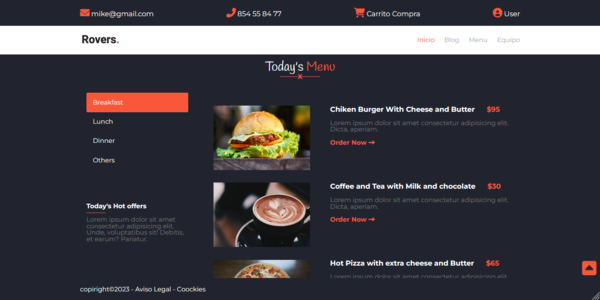 mike@gmail.com 854 55 84 77 Carrito Compra User
Rovers. Inicio Blog Menu Equipo
Today's Menu
Breakfast
Lunch
Dinner
Others
Today's Hot offers
Lorem ipsum dolor sit amet
consectetur adipisicing elit.
Unde, voluptatibus sit! Debitis,
et earum? Pariatur.
Chiken Burger With Cheese and Butter $95
Lorem ipsum dolor sit amet consectetur adipisicing elit.
Dicta, aperiam.
Order Now
Coffee and Tea with Milk and chocolate $30
Lorem ipsum dolor sit amet consectetur adipisicing elit.
Dicta, aperiam.
Order Now
Hot Pizza with extra cheese and Butter $65
Lorem ipsum dolor sit amet consectetur adipisicing elit.
copiright©2023 - Aviso Legal - Coockies